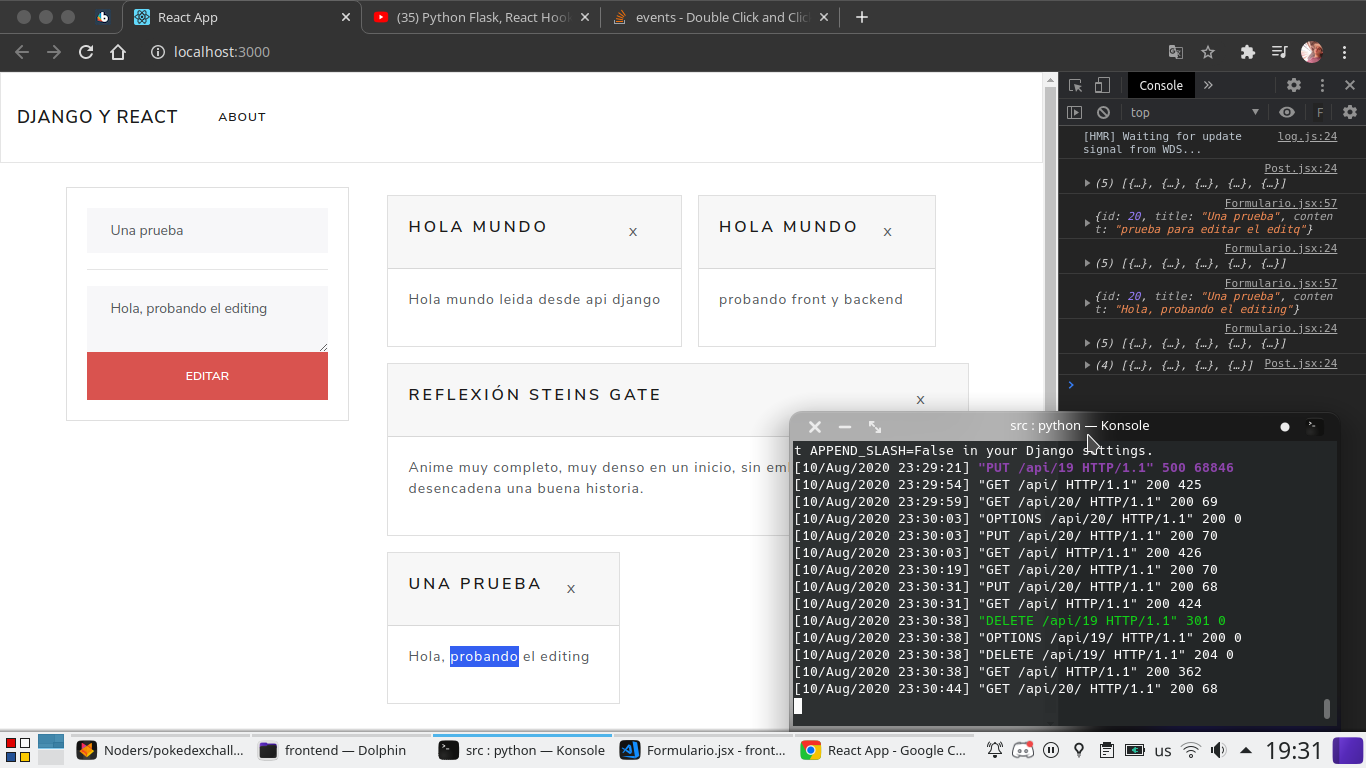 React App
(35) Python Flask, React Hook
events - Double Click and Clic
localhost:3000
DJANGO Y REACT
ABOUT
Una prueba
Hola, probando el editing
EDITAR
HOLA MUNDO
x
Hola mundo leida desde api django
HOLA MUNDO
x
probando front y backend
REFLEXIÓN STEINS GATE
x
Anime muy completo, muy denso en un inicio, sin em
desencadena una buena historia.
UNA PRUEBA
x
Hola, probando el editing
Console
top
F
[HMR] Waiting for update log.js:24
signal from WDS...
Post.jsx:24
(5) [{…}, {…}, {…}, {…}, {…}]
Formulario.jsx:57
{id: 20, title: "Una prueba", conten
t: "prueba para editar el editq"}
Formulario.jsx:24
(5) [{…}, {…}, {…}, {…}, {…}]
Formulario.jsx:57
{id: 20, title: "Una prueba", conten
t: "Hola, probando el editing"}
Formulario.jsx:24
(5) [{…}, {…}, {…}, {…}, {…}]
(4) [{…}, {…}, {…}, {…}] Post.jsx:24
src : python — Konsole
t APPEND_SLASH=False in your Django settings.
[10/Aug/2020 23:29:21] "PUT /api/19 HTTP/1.1" 500 68846
[10/Aug/2020 23:29:54] "GET /api/ HTTP/1.1" 200 425
[10/Aug/2020 23:29:59] "GET /api/20/ HTTP/1.1" 200 69
[10/Aug/2020 23:30:03] "OPTIONS /api/20/ HTTP/1.1" 200 0
[10/Aug/2020 23:30:03] "PUT /api/20/ HTTP/1.1" 200 70
[10/Aug/2020 23:30:03] "GET /api/ HTTP/1.1" 200 426
[10/Aug/2020 23:30:19] "GET /api/20/ HTTP/1.1" 200 70
[10/Aug/2020 23:30:31] "PUT /api/20/ HTTP/1.1" 200 68
[10/Aug/2020 23:30:31] "GET /api/ HTTP/1.1" 200 424
[10/Aug/2020 23:30:38] "DELETE /api/19 HTTP/1.1" 301 0
[10/Aug/2020 23:30:38] "OPTIONS /api/19/ HTTP/1.1" 200 0
[10/Aug/2020 23:30:38] "DELETE /api/19/ HTTP/1.1" 204 0
[10/Aug/2020 23:30:38] "GET /api/ HTTP/1.1" 200 362
[10/Aug/2020 23:30:44] "GET /api/20/ HTTP/1.1" 200 68
Noders/pokedexchall...
frontend — Dolphin
src : python — Konsole
Formulario.jsx - front...
React App - Google C...
us
19:31